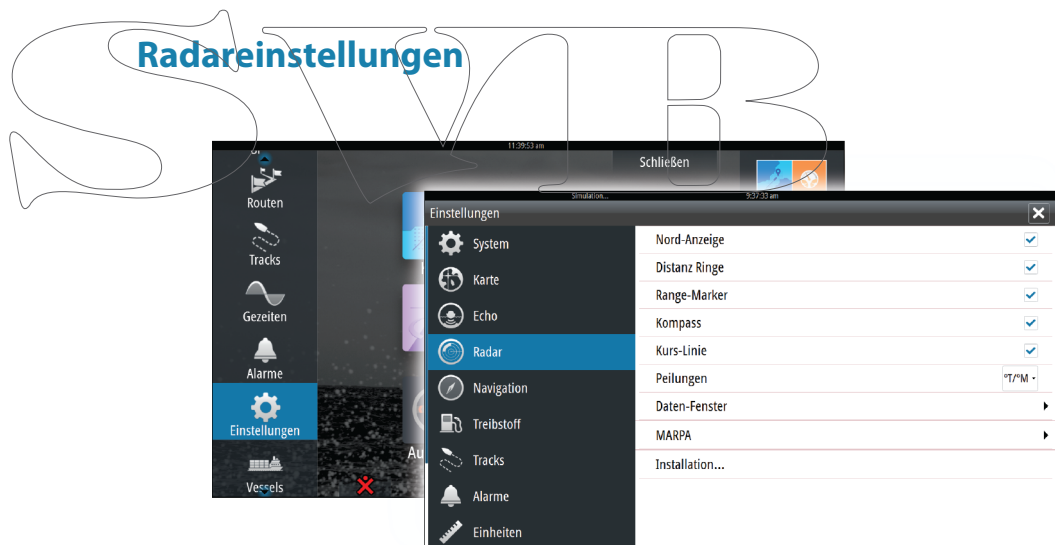 Radareinstellungen
SVB
11:39:53 am
Schließen
Routen
Tracks
Gezeiten
Alarme
Einstellungen
Vessels
Au
Simulation...
9:37:33 am
Einstellungen
System
Karte
Echo
Radar
Navigation
Treibstoff
Tracks
Alarme
Einheiten
Nord-Anzeige
Distanz Ringe
Range-Marker
Kompass
Kurs-Linie
Peilungen
°T/°M
Daten-Fenster
MARPA
Installation...